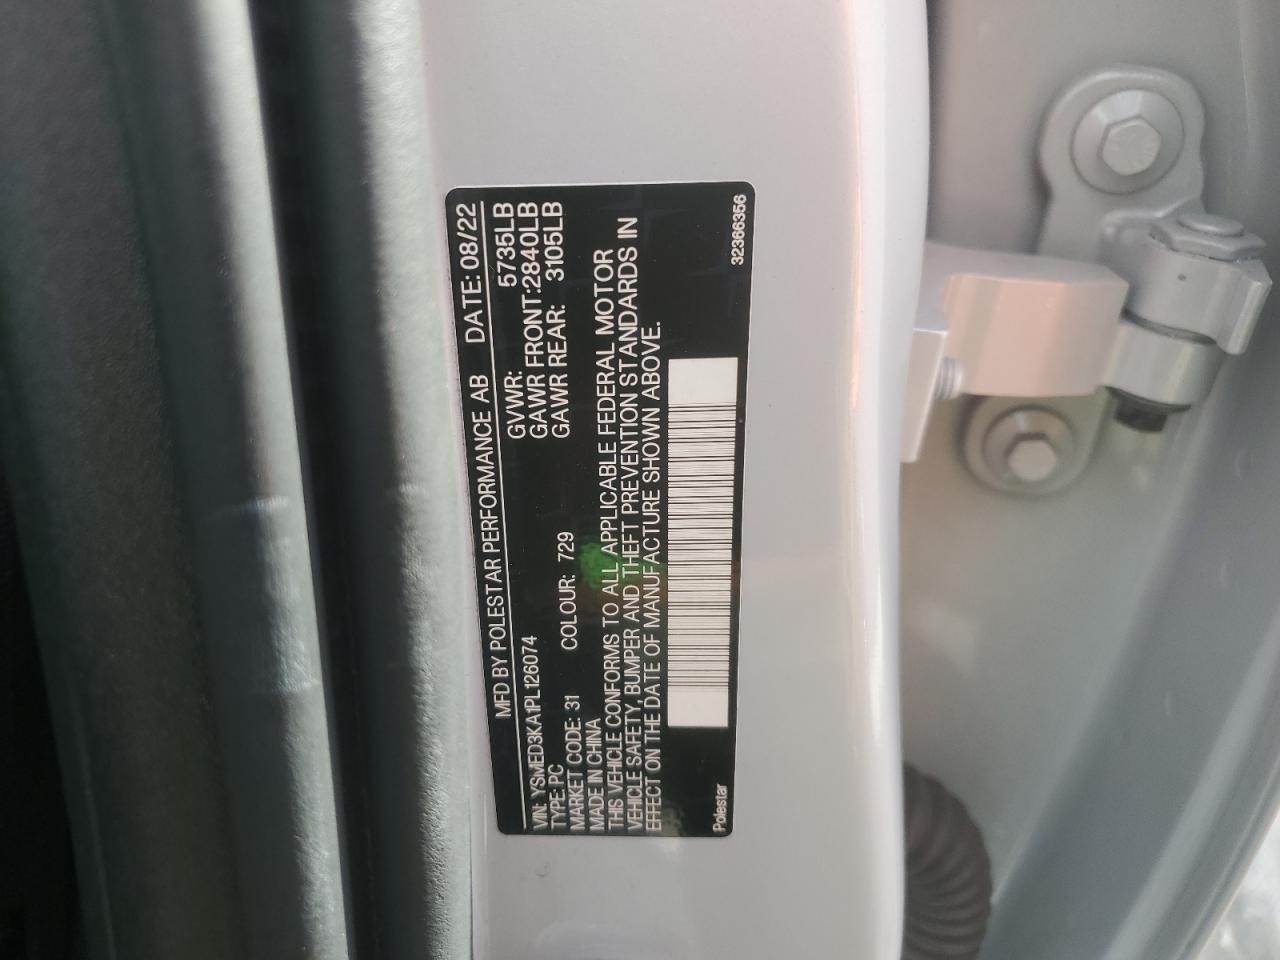 MFD BY POLESTAR PERFORMANCE AB DATE: 08/22
VIN: YSMED3KA1PL126074 GVWR: 5735LB
TYPE: PC GAWR FRONT: 2840LB
MARKET CODE: 31 COLOUR: 729 GAWR REAR: 3105LB
MADE IN CHINA
THIS VEHICLE CONFORMS TO ALL APPLICABLE FEDERAL MOTOR
VEHICLE SAFETY, BUMPER AND THEFT PREVENTION STANDARDS IN
EFFECT ON THE DATE OF MANUFACTURE SHOWN ABOVE.
Polestar 32366356